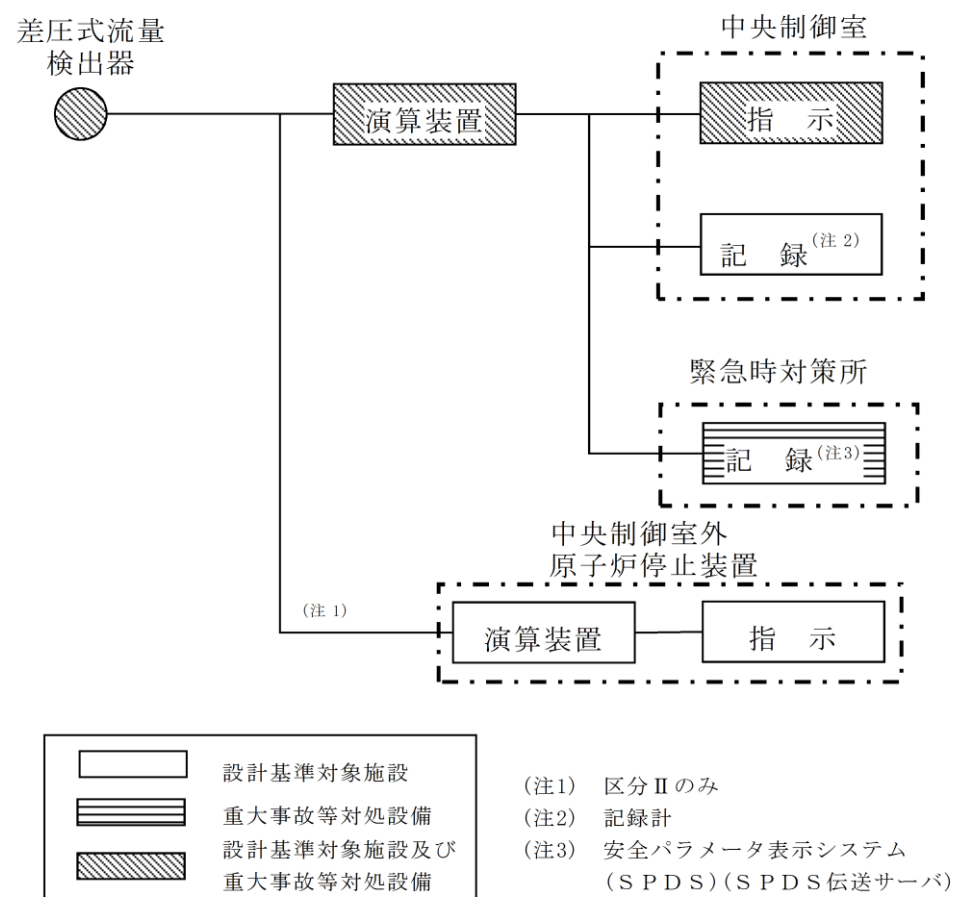 差圧式流量
検出器
中央制御室
演算装置
指 示
記 録(注 2)
緊急時対策所
記 録(注3)
中央制御室外
原子炉停止装置
(注 1)
演算装置
指 示
設計基準対象施設
重大事故等対処設備
設計基準対象施設及び
重大事故等対処設備
(注1) 区分Ⅱのみ
(注2) 記録計
(注3) 安全パラメータ表示システム
(ＳＰＤＳ)(ＳＰＤＳ伝送サーバ)